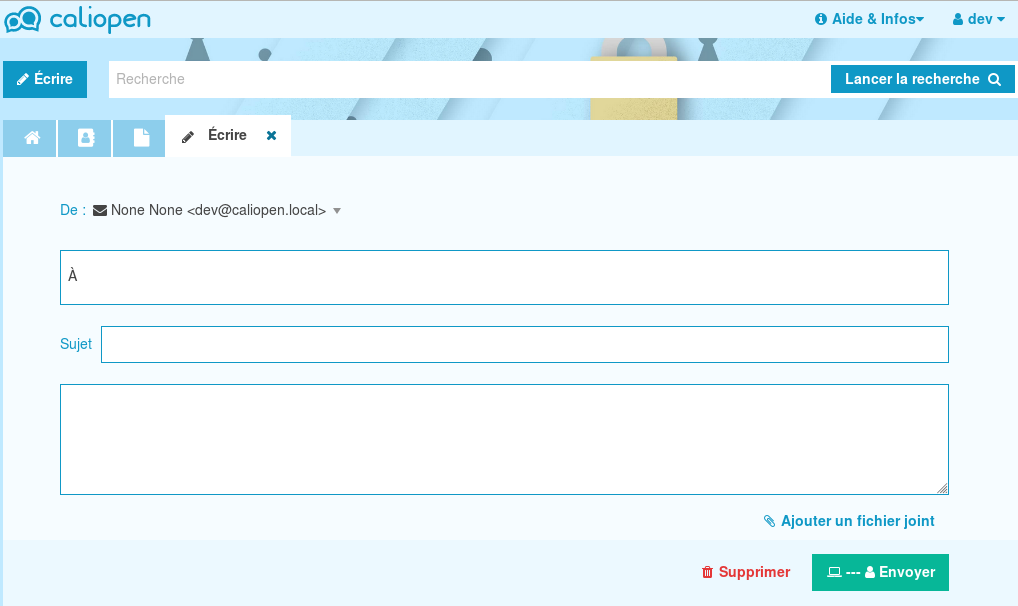 caliopen
Aide & Infos
dev
Écrire
Recherche
Lancer la recherche
Écrire
De : None None <dev@caliopen.local>
À
Sujet
Ajouter un fichier joint
Supprimer
--- Envoyer